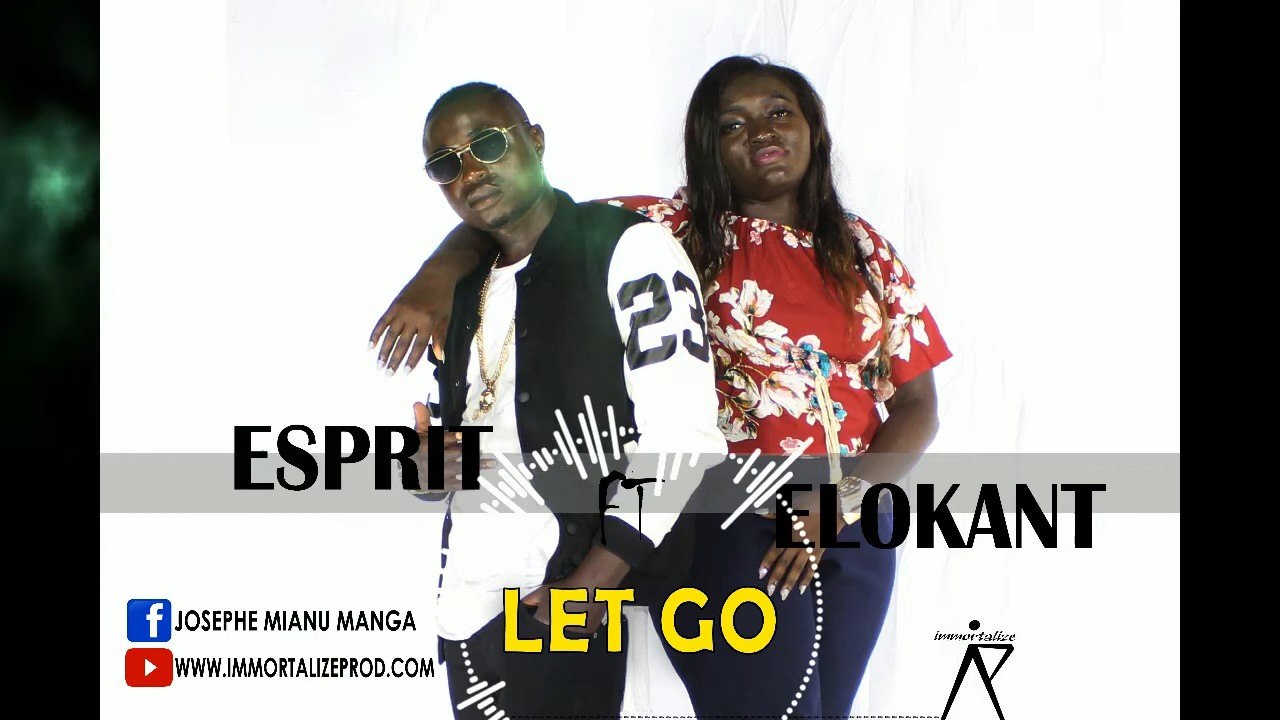 23
ESPRIT
FT
ELOKANT
LET GO
JOSEPHE MIANU MANGA
WWW.IMMORTALIZEPROD.COM
immortalize